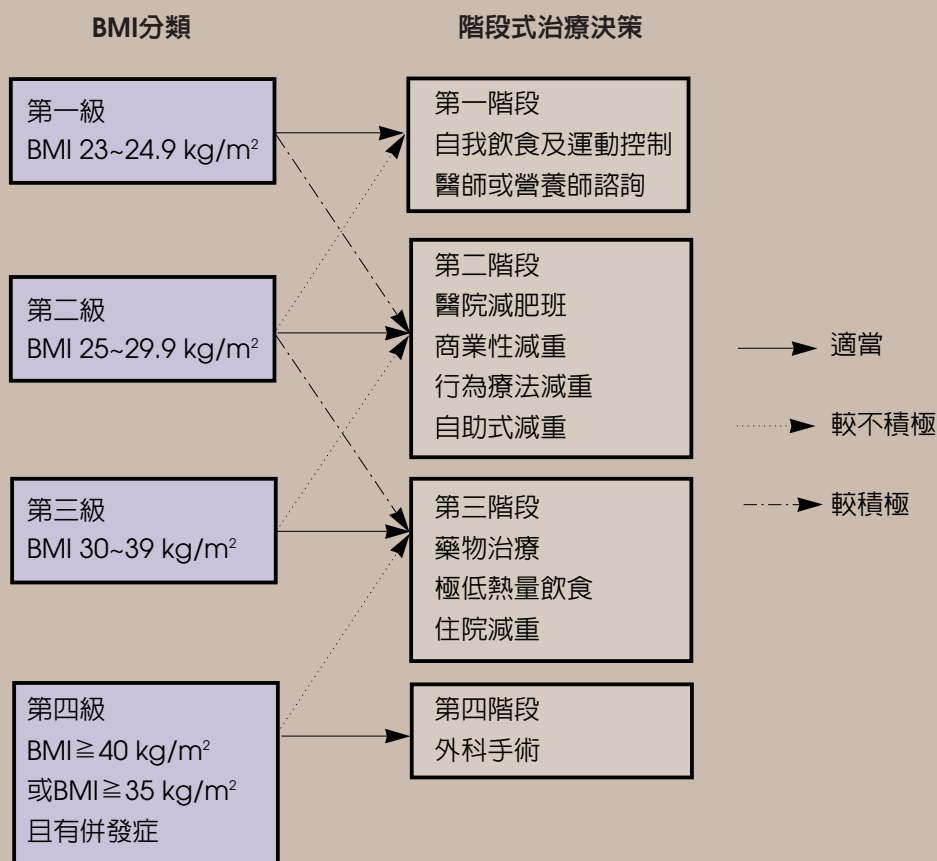 BMI分類
階段式治療決策
第一級
BMI 23~24.9 kg/m²
第一階段
自我飲食及運動控制
醫師或營養師諮詢
第二級
BMI 25~29.9 kg/m²
第二階段
醫院減肥班
商業性減重
行為療法減重
自助式減重
第三級
BMI 30~39 kg/m²
第三階段
藥物治療
極低熱量飲食
住院減重
第四級
BMI≧40 kg/m²
或BMI≧35 kg/m²
且有併發症
第四階段
外科手術
適當
較不積極
較積極